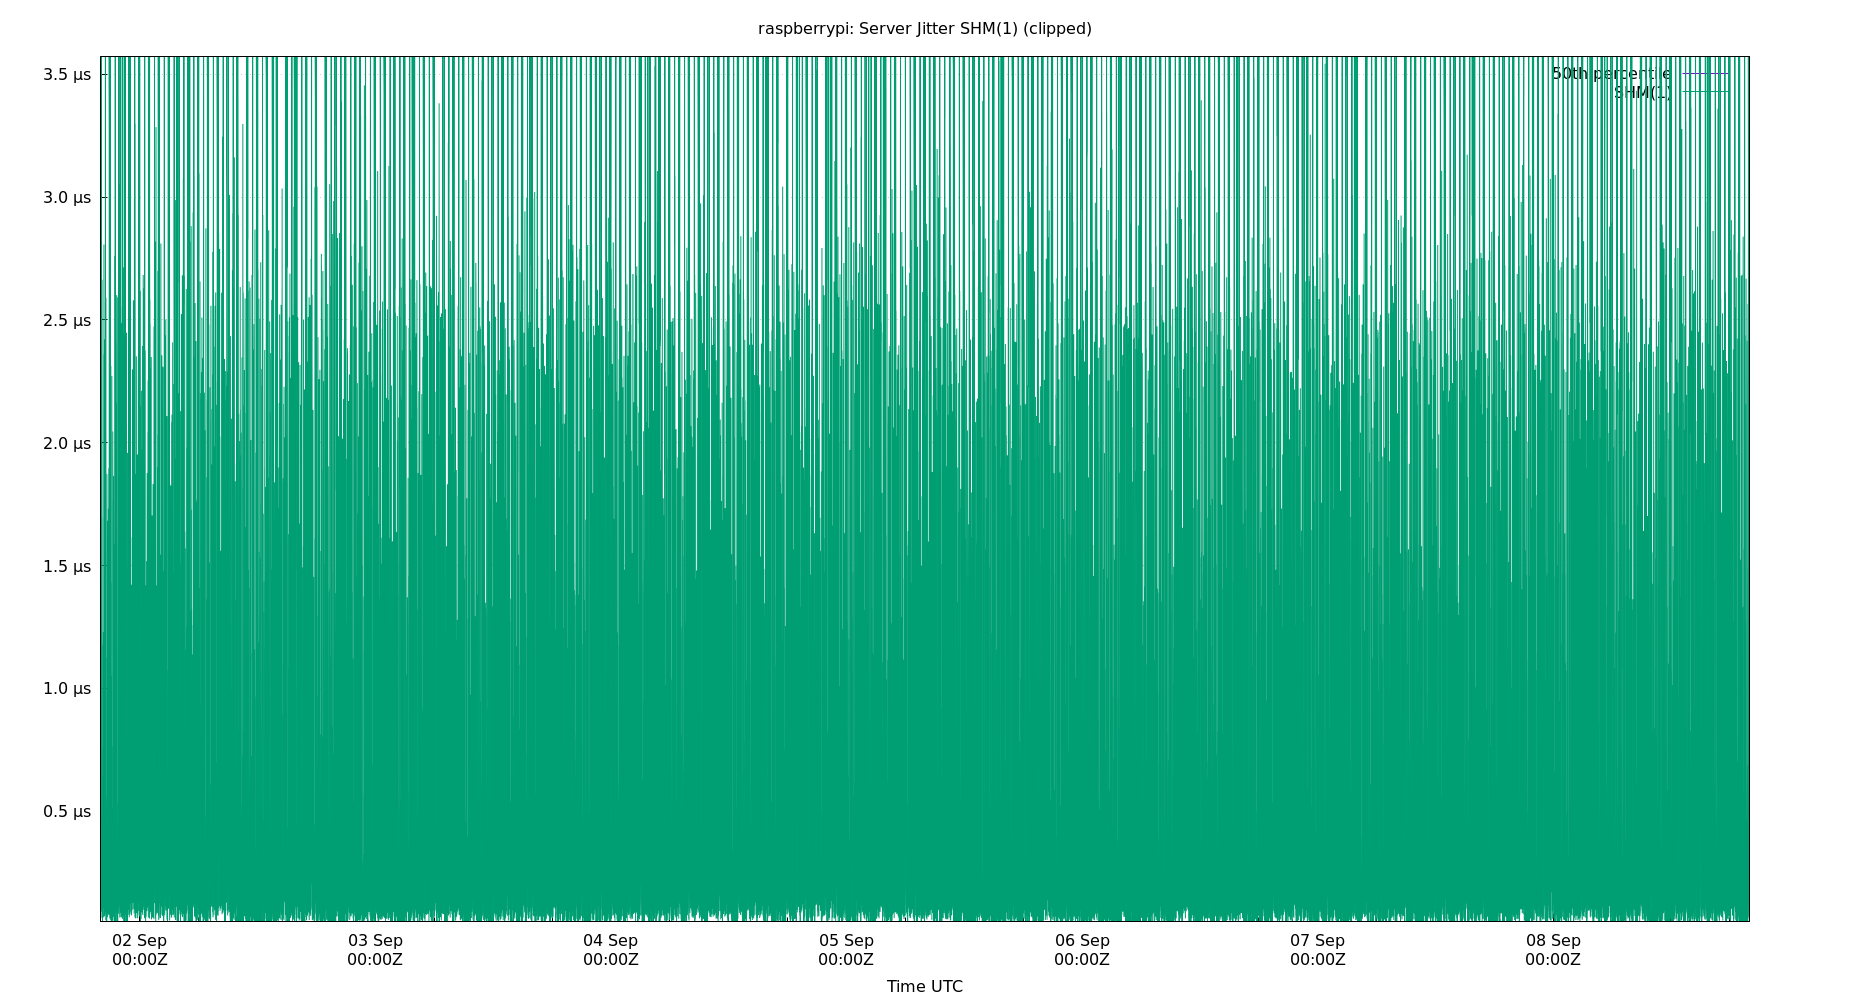 raspberrypi: Server Jitter SHM(1) (clipped)
3.5 µs
50th percentile
SHM(1)
3.0 µs
2.5 µs
2.0 µs
1.5 µs
1.0 µs
0.5 µs
02 Sep 03 Sep 04 Sep 05 Sep 06 Sep 07 Sep 08 Sep
00:00Z 00:00Z 00:00Z 00:00Z 00:00Z 00:00Z 00:00Z
Time UTC